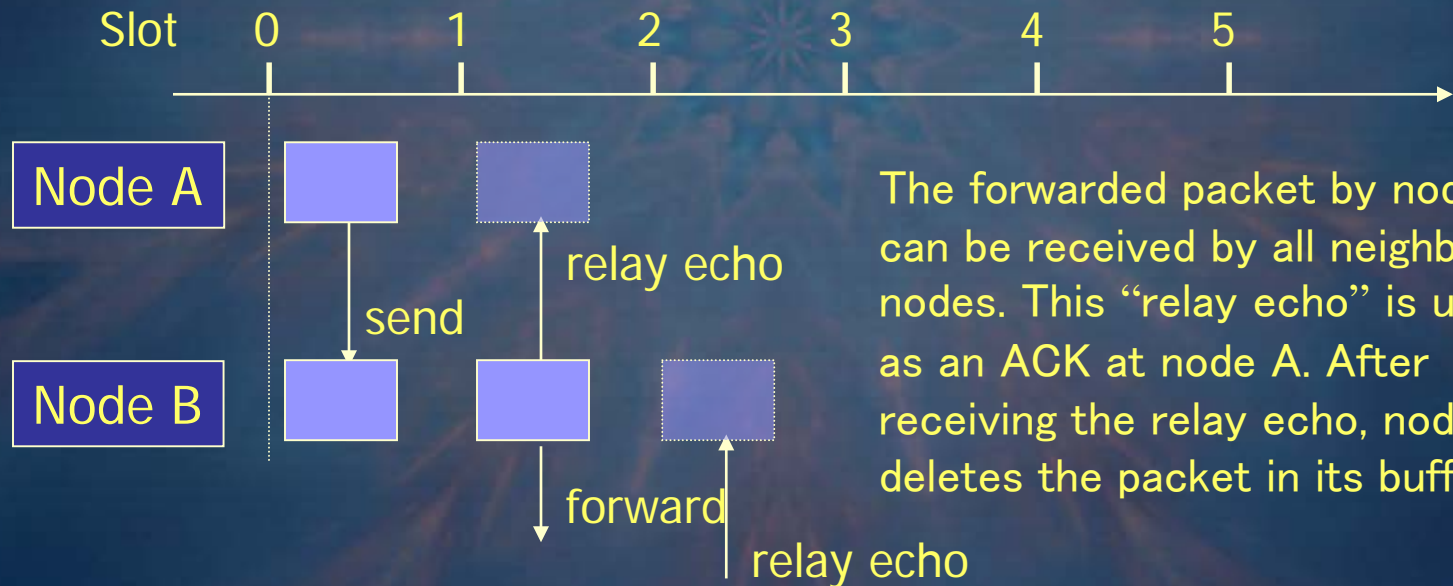 Slot 0 1 2 3 4 5
Node A
relay echo
send
Node B
forward
relay echo
The forwarded packet by
can be received by all
nodes. This “relay echo” is
as an ACK at node A. After
receiving the relay echo,
deletes the packet in its